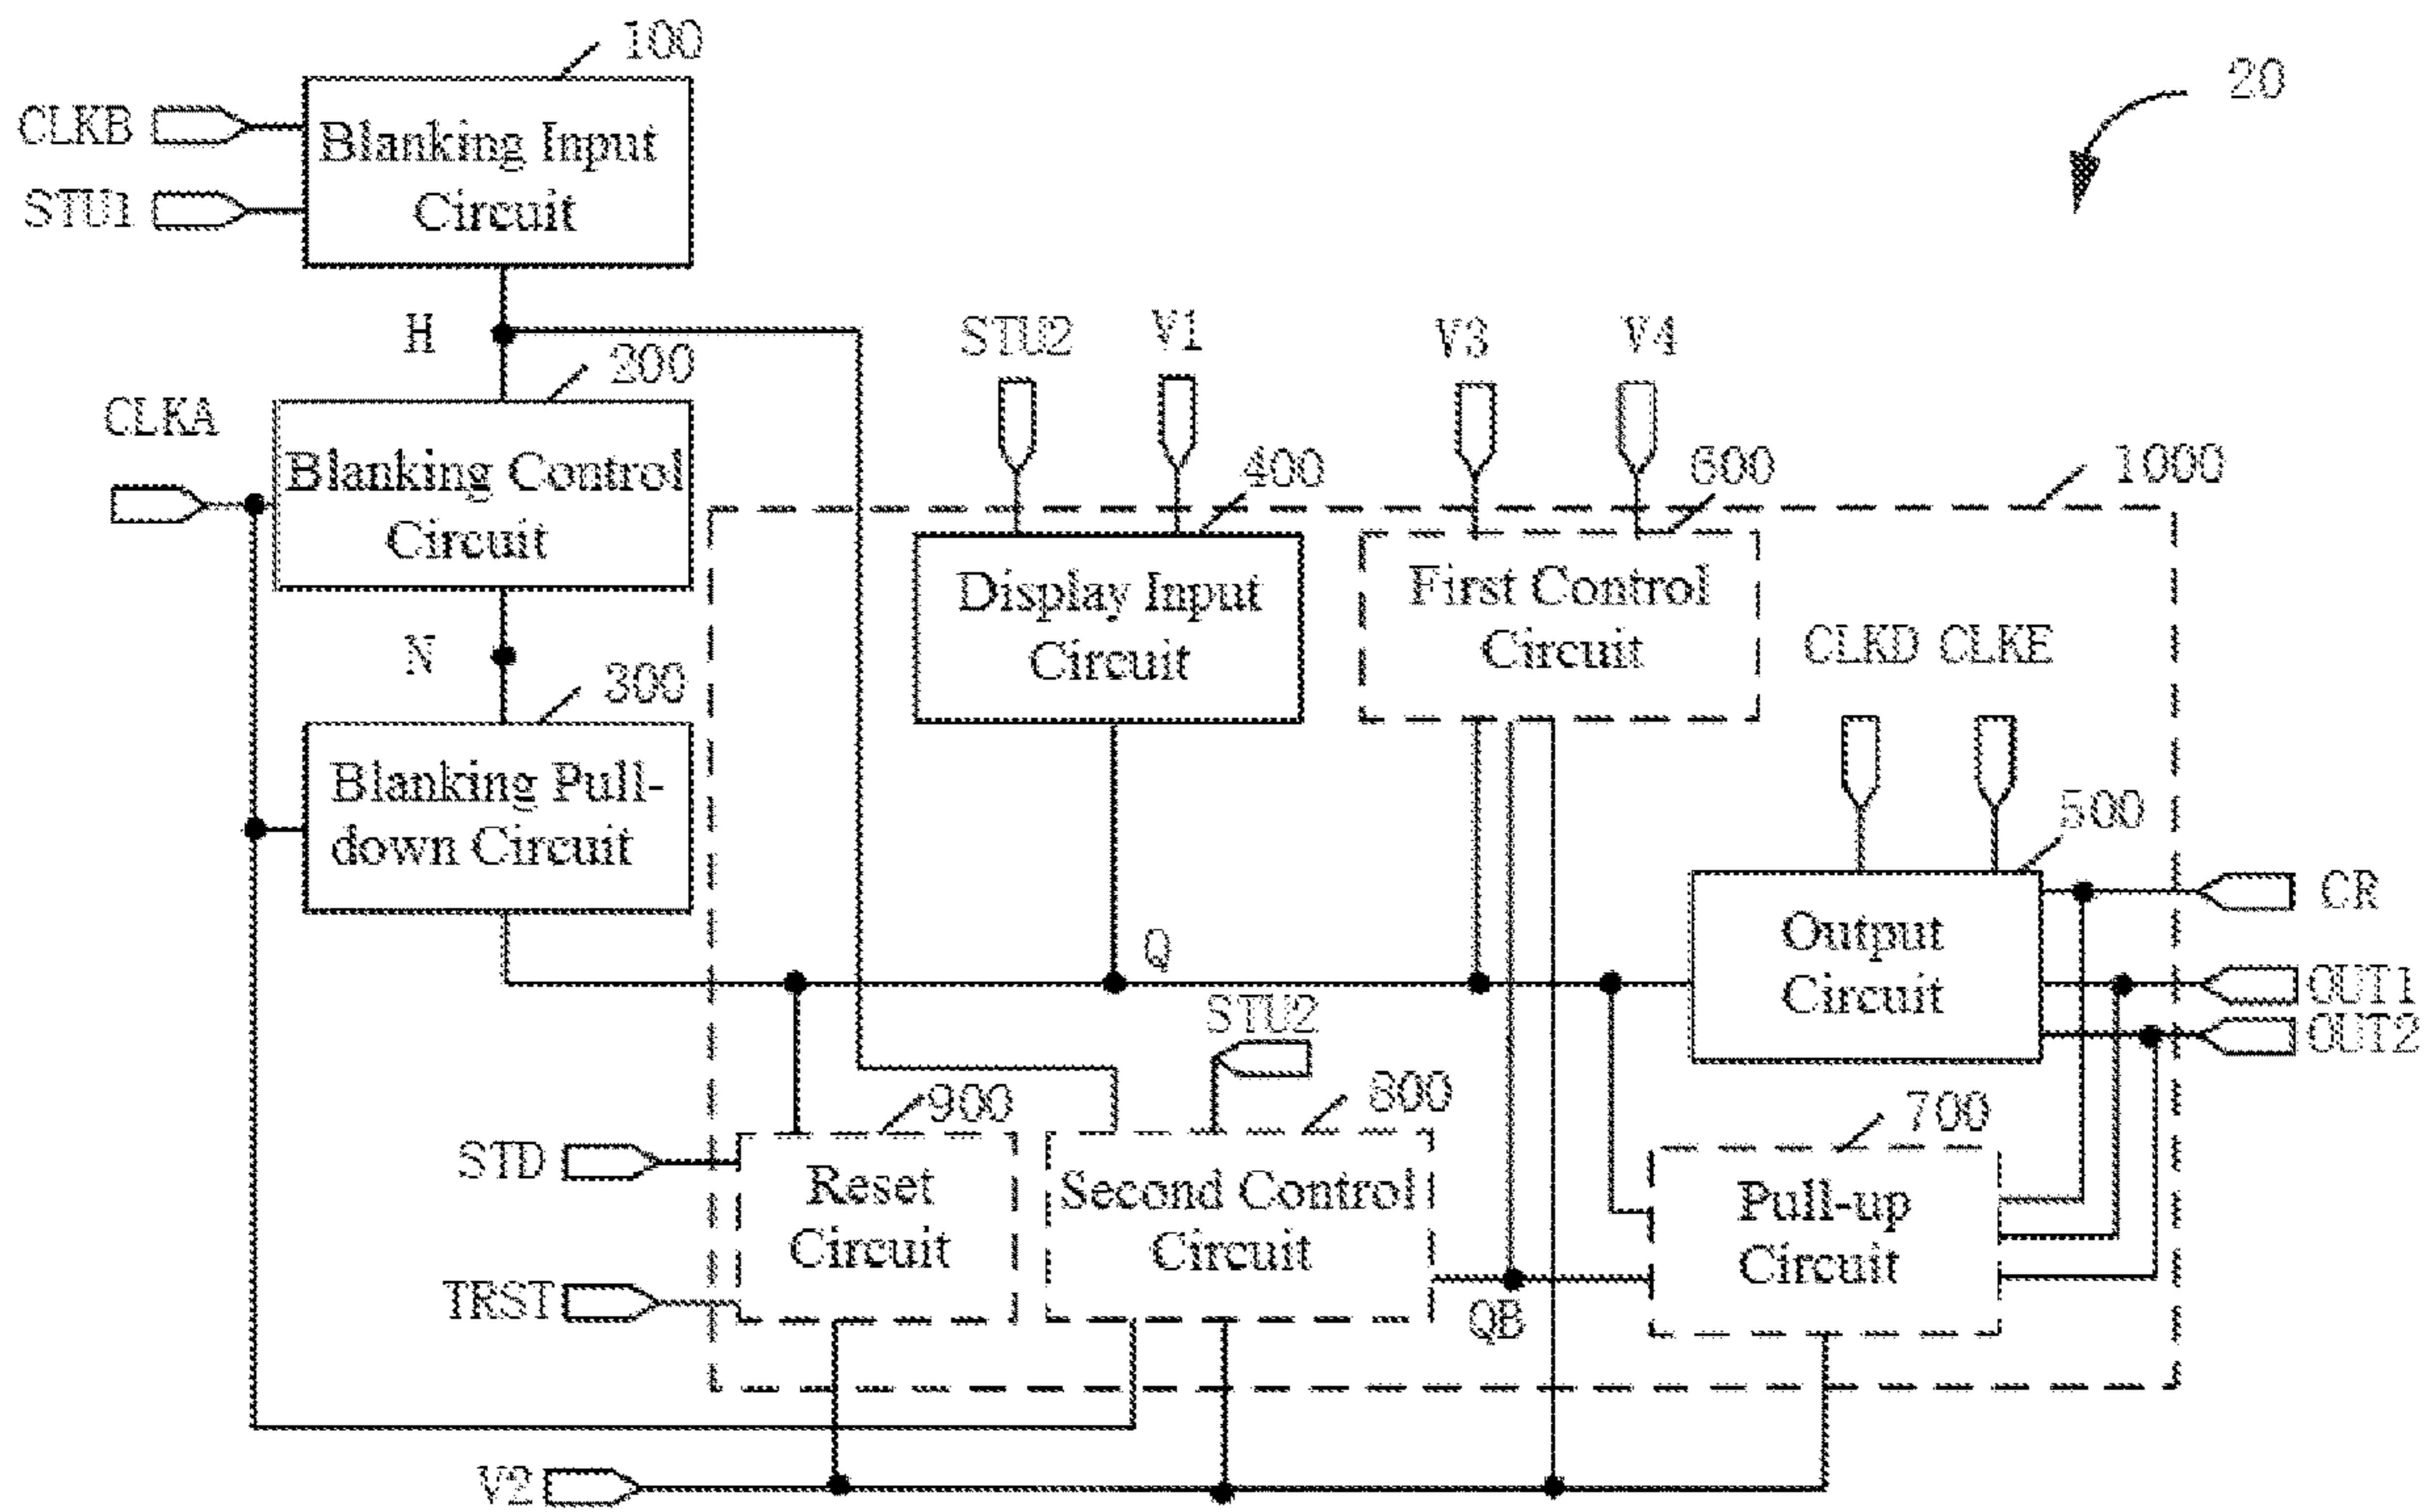 100
20
CLKB
Blanking Input
Circuit
STU1
H
200
STU2
V1
V3
V4
CLKA
Blanking Control
Circuit
400
600
1000
Display Input
Circuit
First Control
Circuit
CLKD
CLKE
N
300
Blanking Pull-
down Circuit
500
Output
Circuit
CR
OUT1
OUT2
Q
STU2
900
800
700
STD
Reset
Circuit
Second Control
Circuit
Pull-up
Circuit
TRST
QB
V2